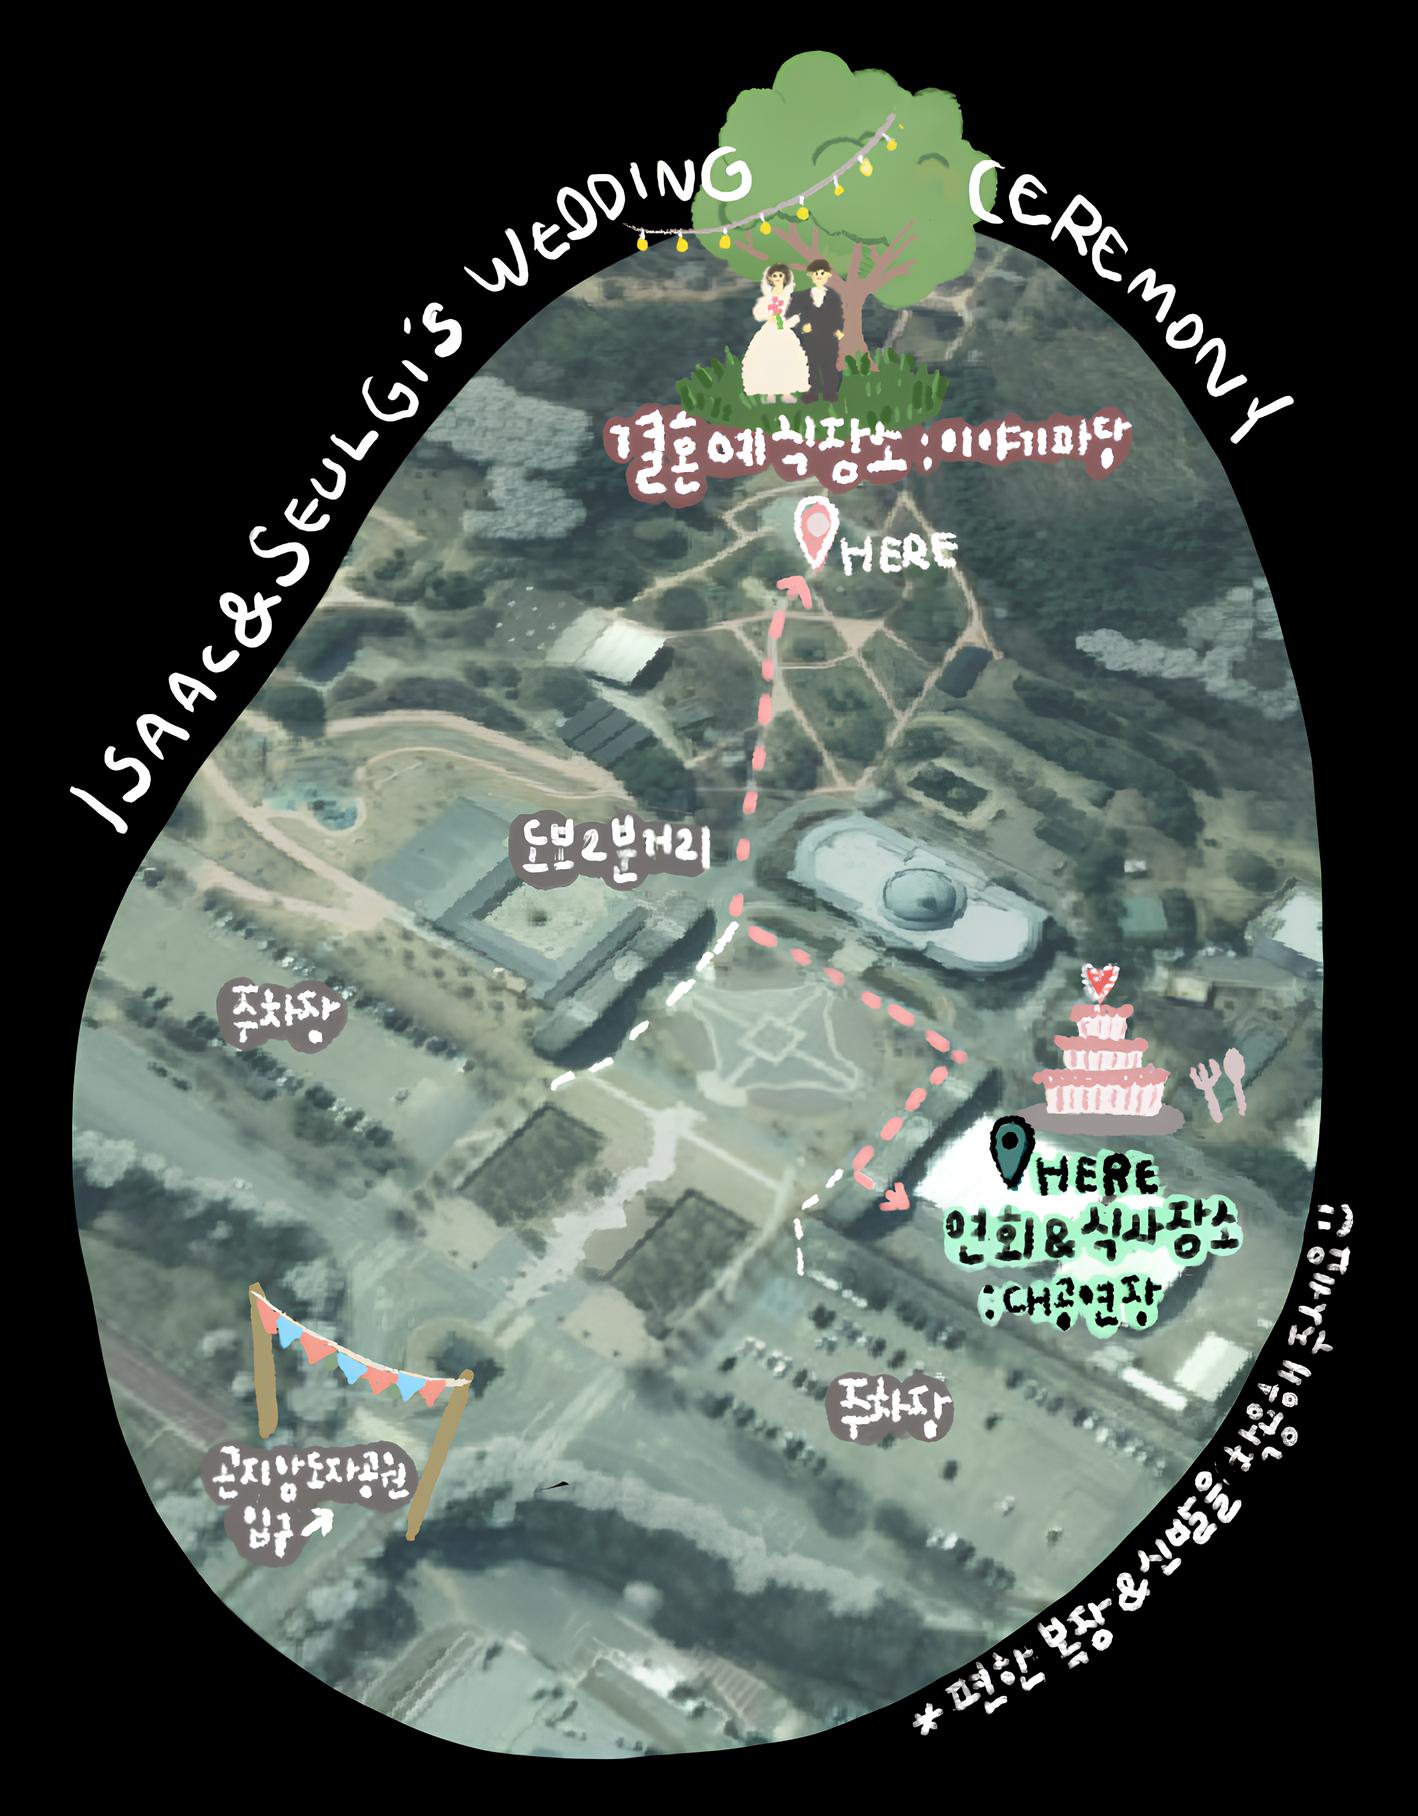 ISAAC&SEULGI'S WEDDING CEREMONY
결혼예식장소:이야기마당
HERE
도보2분거리
주차장
HERE
연회&식사장소
:대공연장
주차장
곤지암도자공원
입구↗
*편한 복장&신발을 착용해 주세요:)